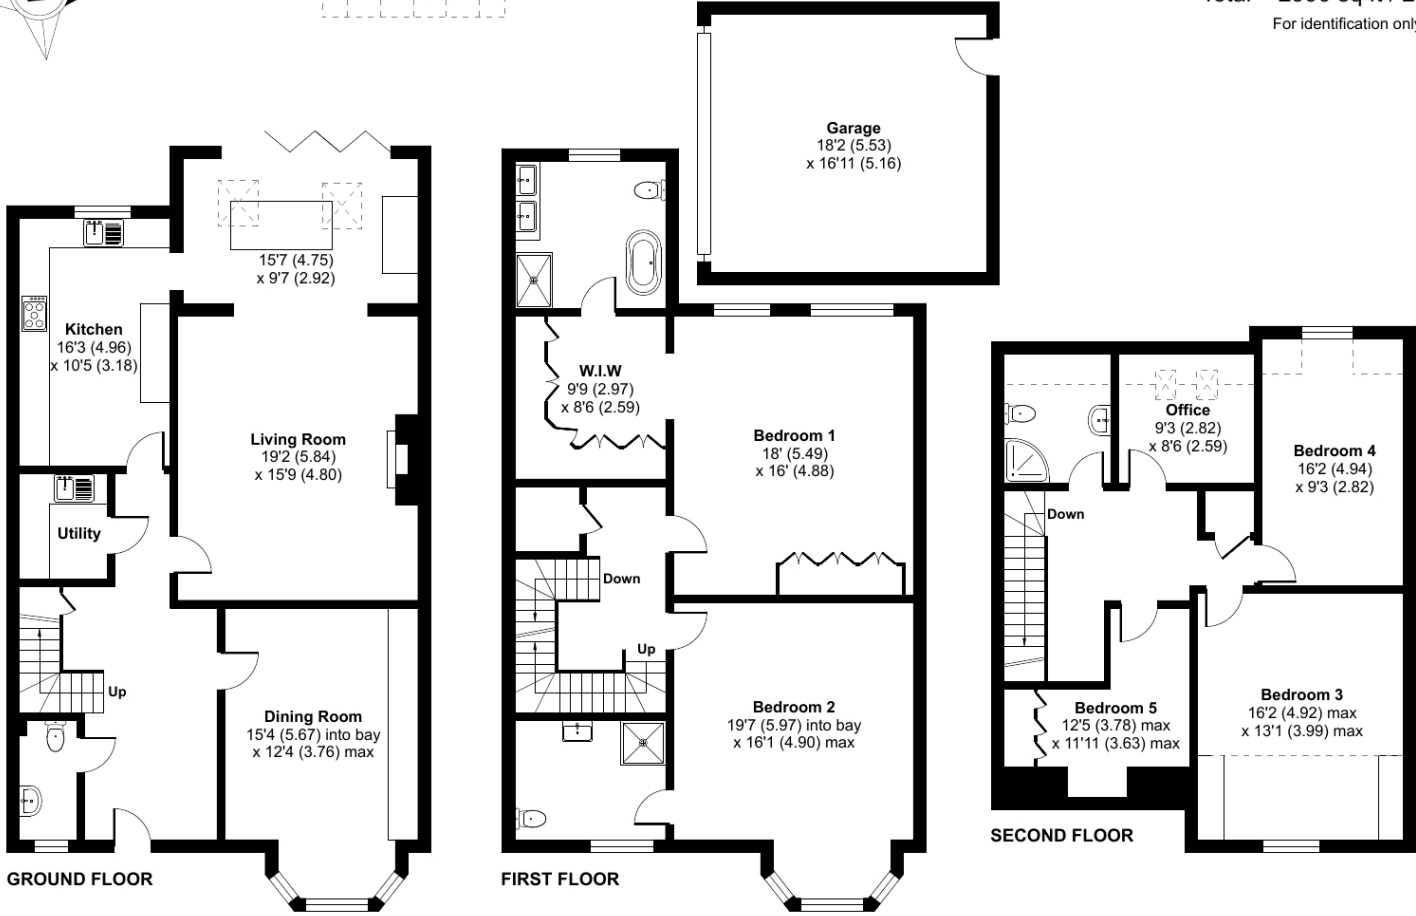 For identification only
Garage
18'2 (5.53)
x 16'11 (5.16)
15'7 (4.75)
x 9'7 (2.92)
Kitchen
16'3 (4.96)
x 10'5 (3.18)
Living Room
19'2 (5.84)
x 15'9 (4.80)
Utility
Up
Dining Room
15'4 (5.67) into bay
x 12'4 (3.76) max
GROUND FLOOR
W.I.W
9'9 (2.97)
x 8'6 (2.59)
Bedroom 1
18' (5.49)
x 16' (4.88)
Down
Up
Bedroom 2
19'7 (5.97) into bay
x 16'1 (4.90) max
FIRST FLOOR
Office
9'3 (2.82)
x 8'6 (2.59)
Bedroom 4
16'2 (4.94)
x 9'3 (2.82)
Down
Bedroom 5
12'5 (3.78) max
x 11'11 (3.63) max
Bedroom 3
16'2 (4.92) max
x 13'1 (3.99) max
SECOND FLOOR